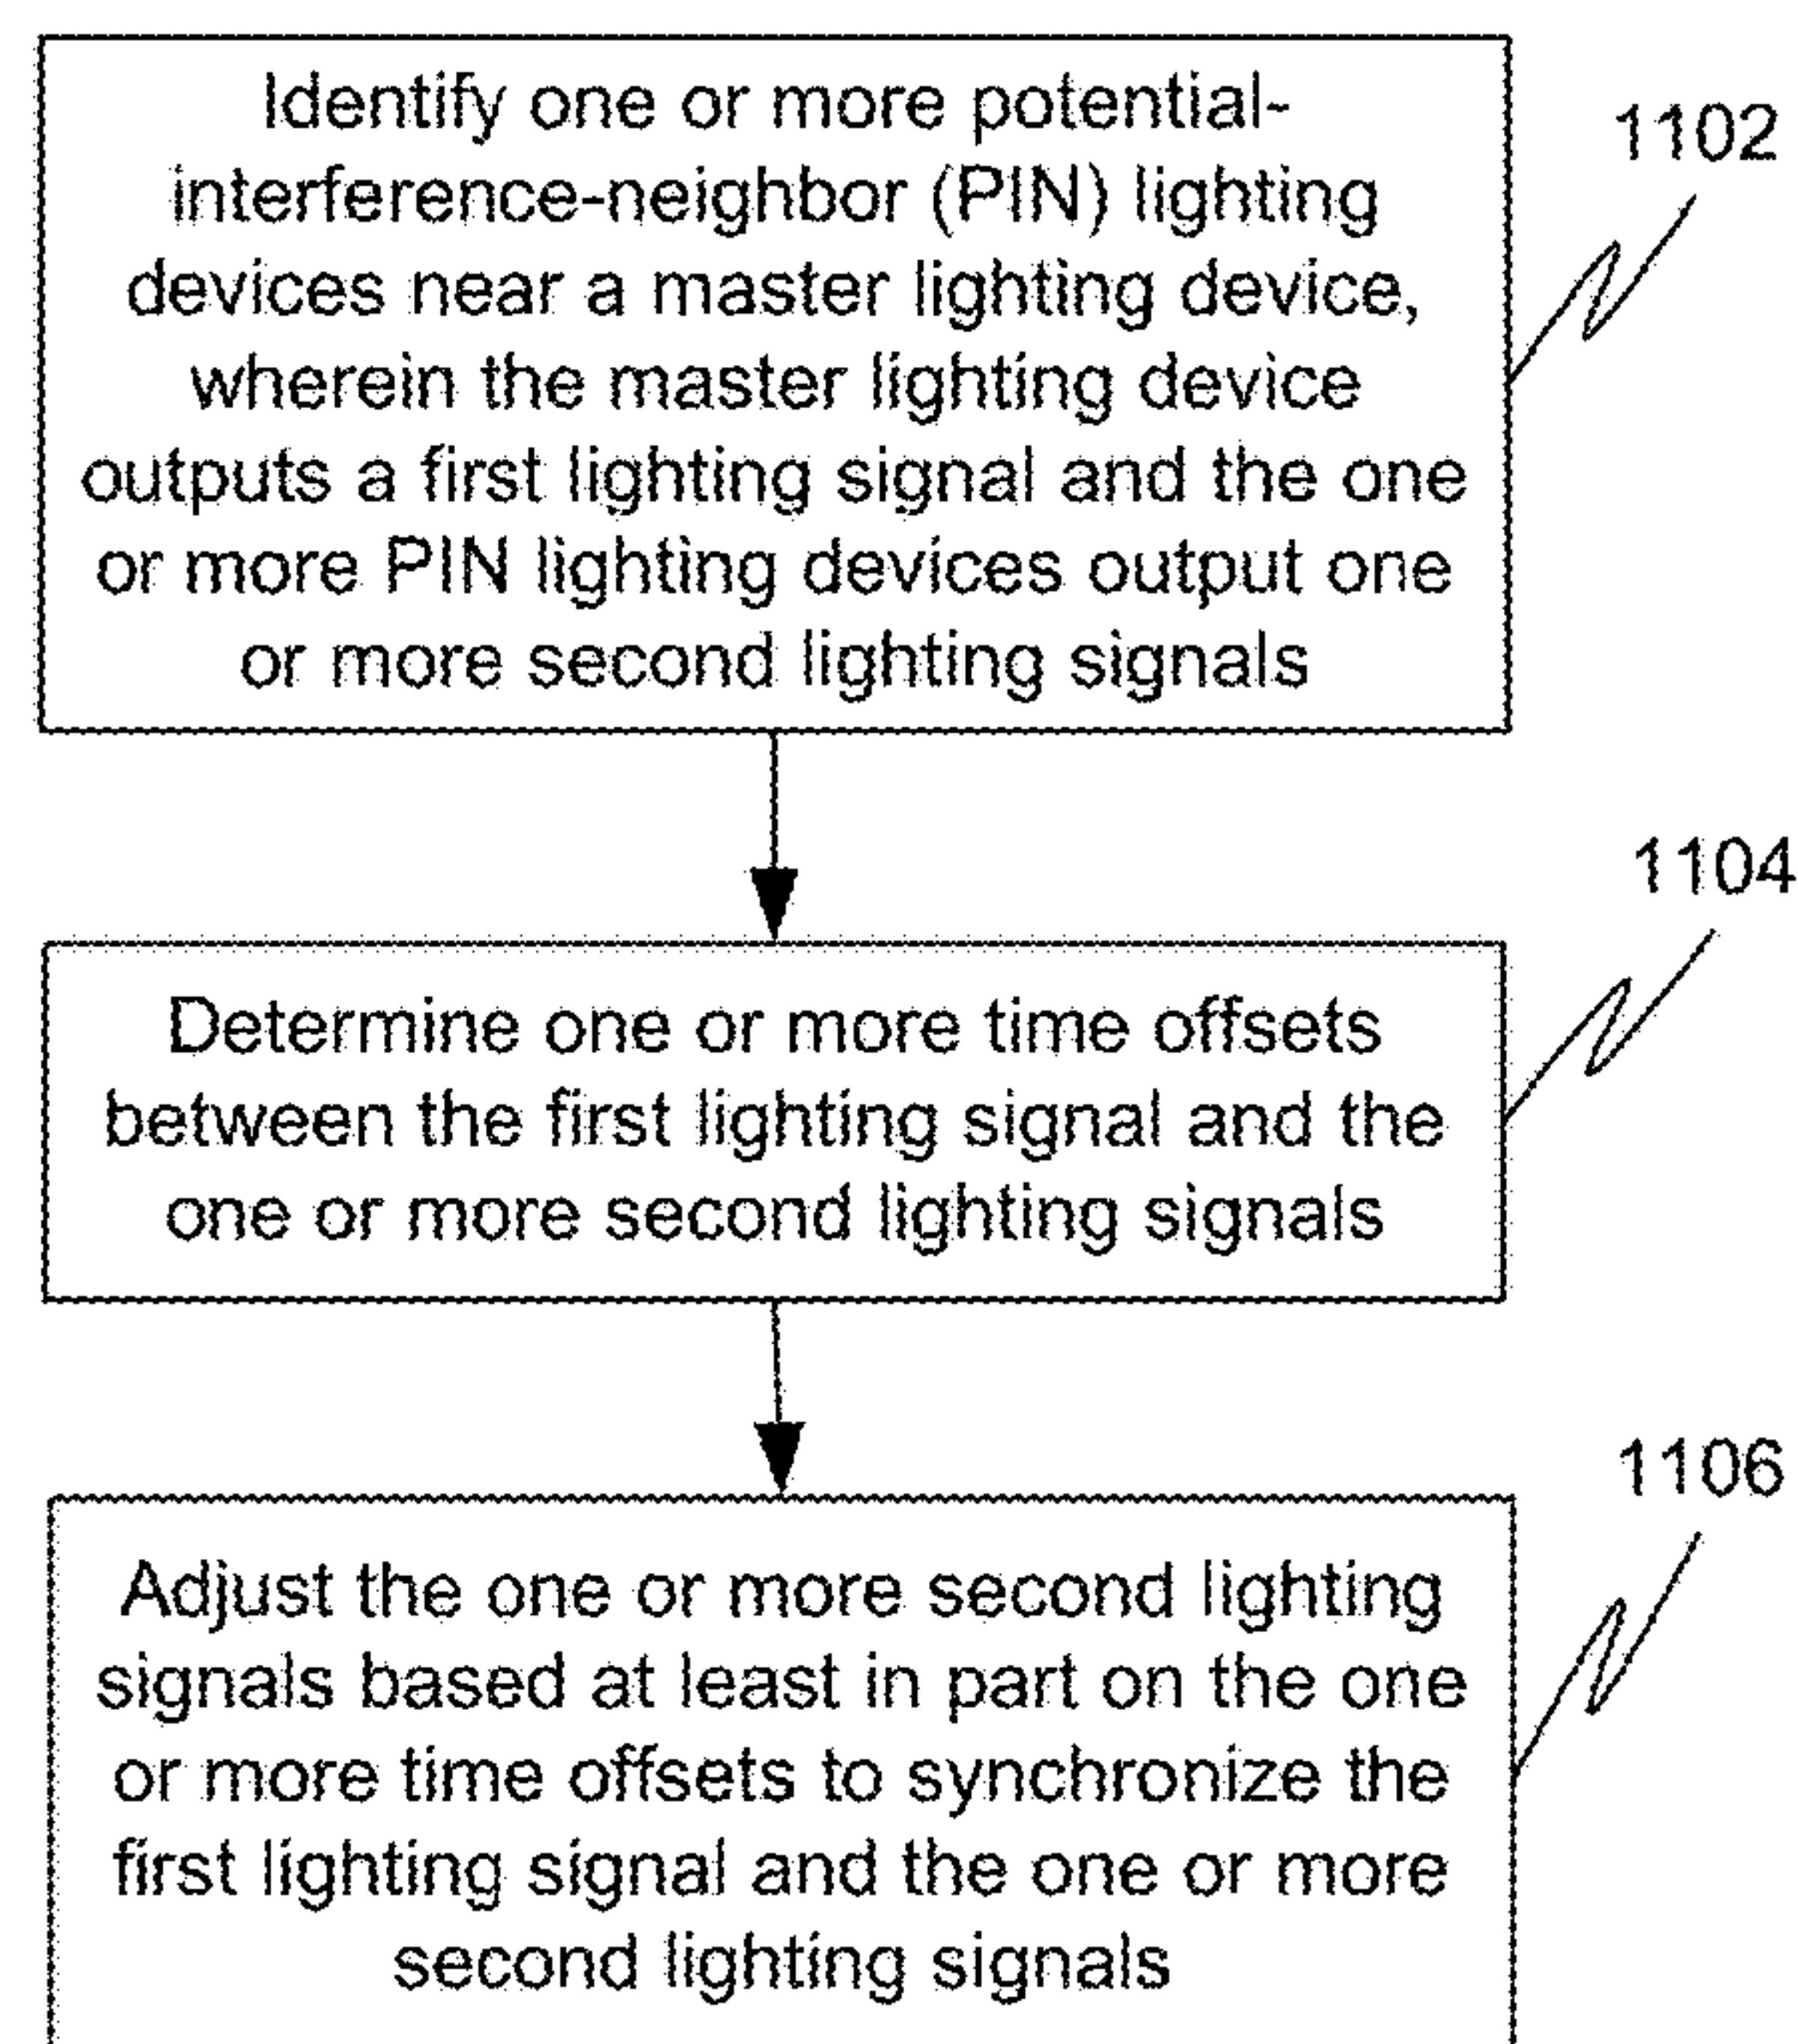 Identify one or more potential-
interference-neighbor (PIN) lighting
devices near a master lighting device,
wherein the master lighting device
outputs a first lighting signal and the one
or more PIN lighting devices output one
or more second lighting signals
1102
Determine one or more time offsets
between the first lighting signal and the
one or more second lighting signals
1104
Adjust the one or more second lighting
signals based at least in part on the one
or more time offsets to synchronize the
first lighting signal and the one or more
second lighting signals
1106